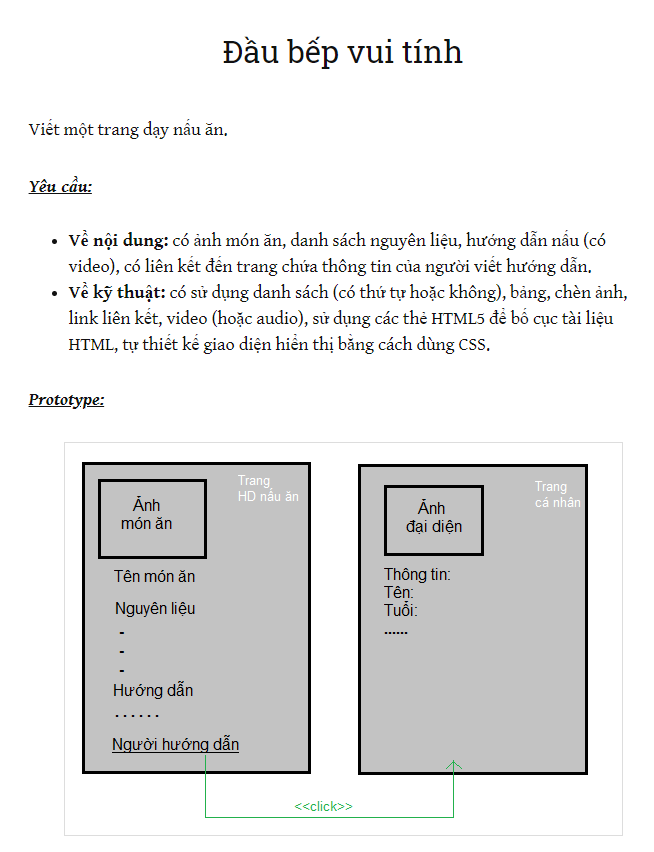 Đầu bếp vui tính
Viết một trang dạy nấu ăn.
Yêu cầu:
• Về nội dung: có ảnh món ăn, danh sách nguyên liệu, hướng dẫn nấu (có
video), có liên kết đến trang chứa thông tin của người viết hướng dẫn.
• Về kỹ thuật: có sử dụng danh sách (có thứ tự hoặc không), bảng, chèn ảnh,
link liên kết, video (hoặc audio), sử dụng các thẻ HTML5 để bố cục tài liệu
HTML, tự thiết kế giao diện hiển thị bằng cách dùng CSS.
Prototype:
Trang
HD nấu ăn
Ảnh
món ăn
Tên món ăn
Nguyên liệu
-
-
-
Hướng dẫn
......
Người hướng dẫn
Trang
cá nhân
Ảnh
đại diện
Thông tin:
Tên:
Tuổi:
......
<<click>>